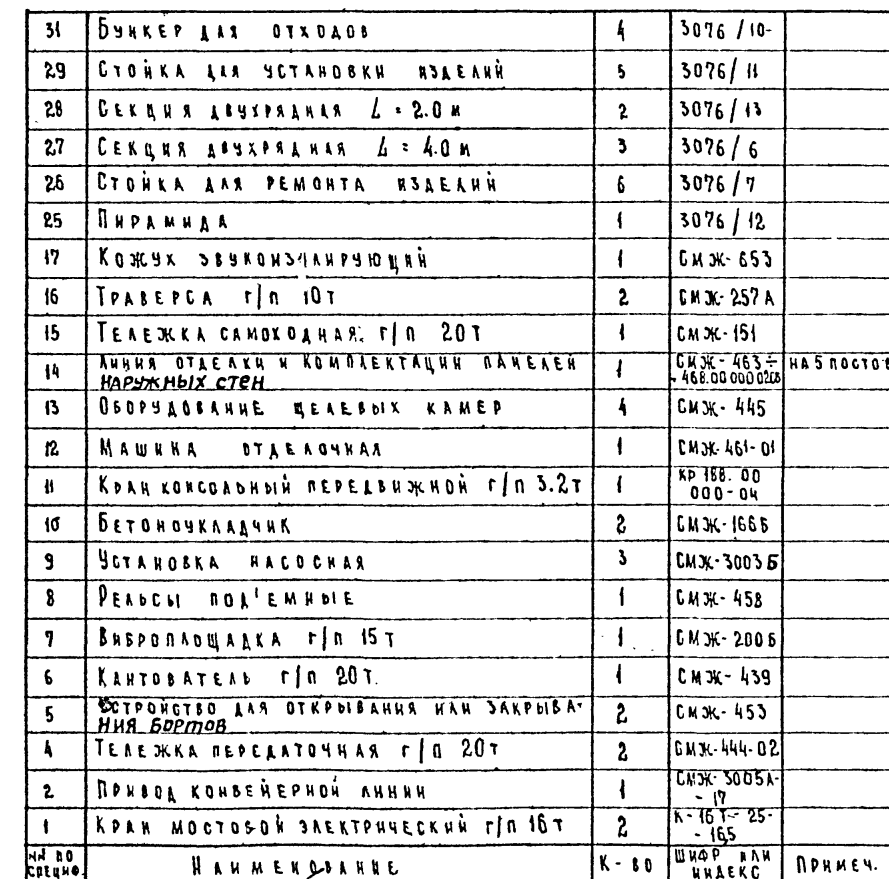 31 Бункер для отходов 4 3076/10-
29 Стойка для установки изделий 5 3076/11
28 Секция двухрядная L = 2.0 м 2 3076/13
27 Секция двухрядная L = 4.0 м 3 3076/6
26 Стойка для ремонта изделий 6 3076/7
25 Пирамида 1 3076/12
17 Кожух звукоизолирующий 1 СМЖ-653
16 Траверса г/п 10т 2 СМЖ-257А
15 Тележка самоходная г/п 20т 1 СМЖ-151
14 Линия отделки и комплектации панелей наружных стен 1 СМЖ-463÷ -468.00 000 02СБ на 5 постов
13 Оборудование щелевых камер 4 СМЖ-445
12 Машина отделочная 1 СМЖ-461-01
11 Кран консольный передвижной г/п 3.2т 1 КР 188.00 000-04
10 Бетоноукладчик 2 СМЖ-166Б
9 Установка насосная 3 СМЖ-3003Б
8 Рельсы под'емные 1 СМЖ-458
7 Виброплощадка г/п 15т 1 СМЖ-200Б
6 Кантователь г/п 20т. 1 СМЖ-439
5 Устройство для открывания или закрыва- ния бортов 2 СМЖ-453
4 Тележка передаточная г/п 20т 2 СМЖ-444-02
2 Привод конвейерной линии 1 СМЖ-3005А- -17
1 Кран мостовой электрический г/п 16т 2 К-16т-25- -16,5
NN по специф. Наименование К-во Шифр или индекс Примеч.